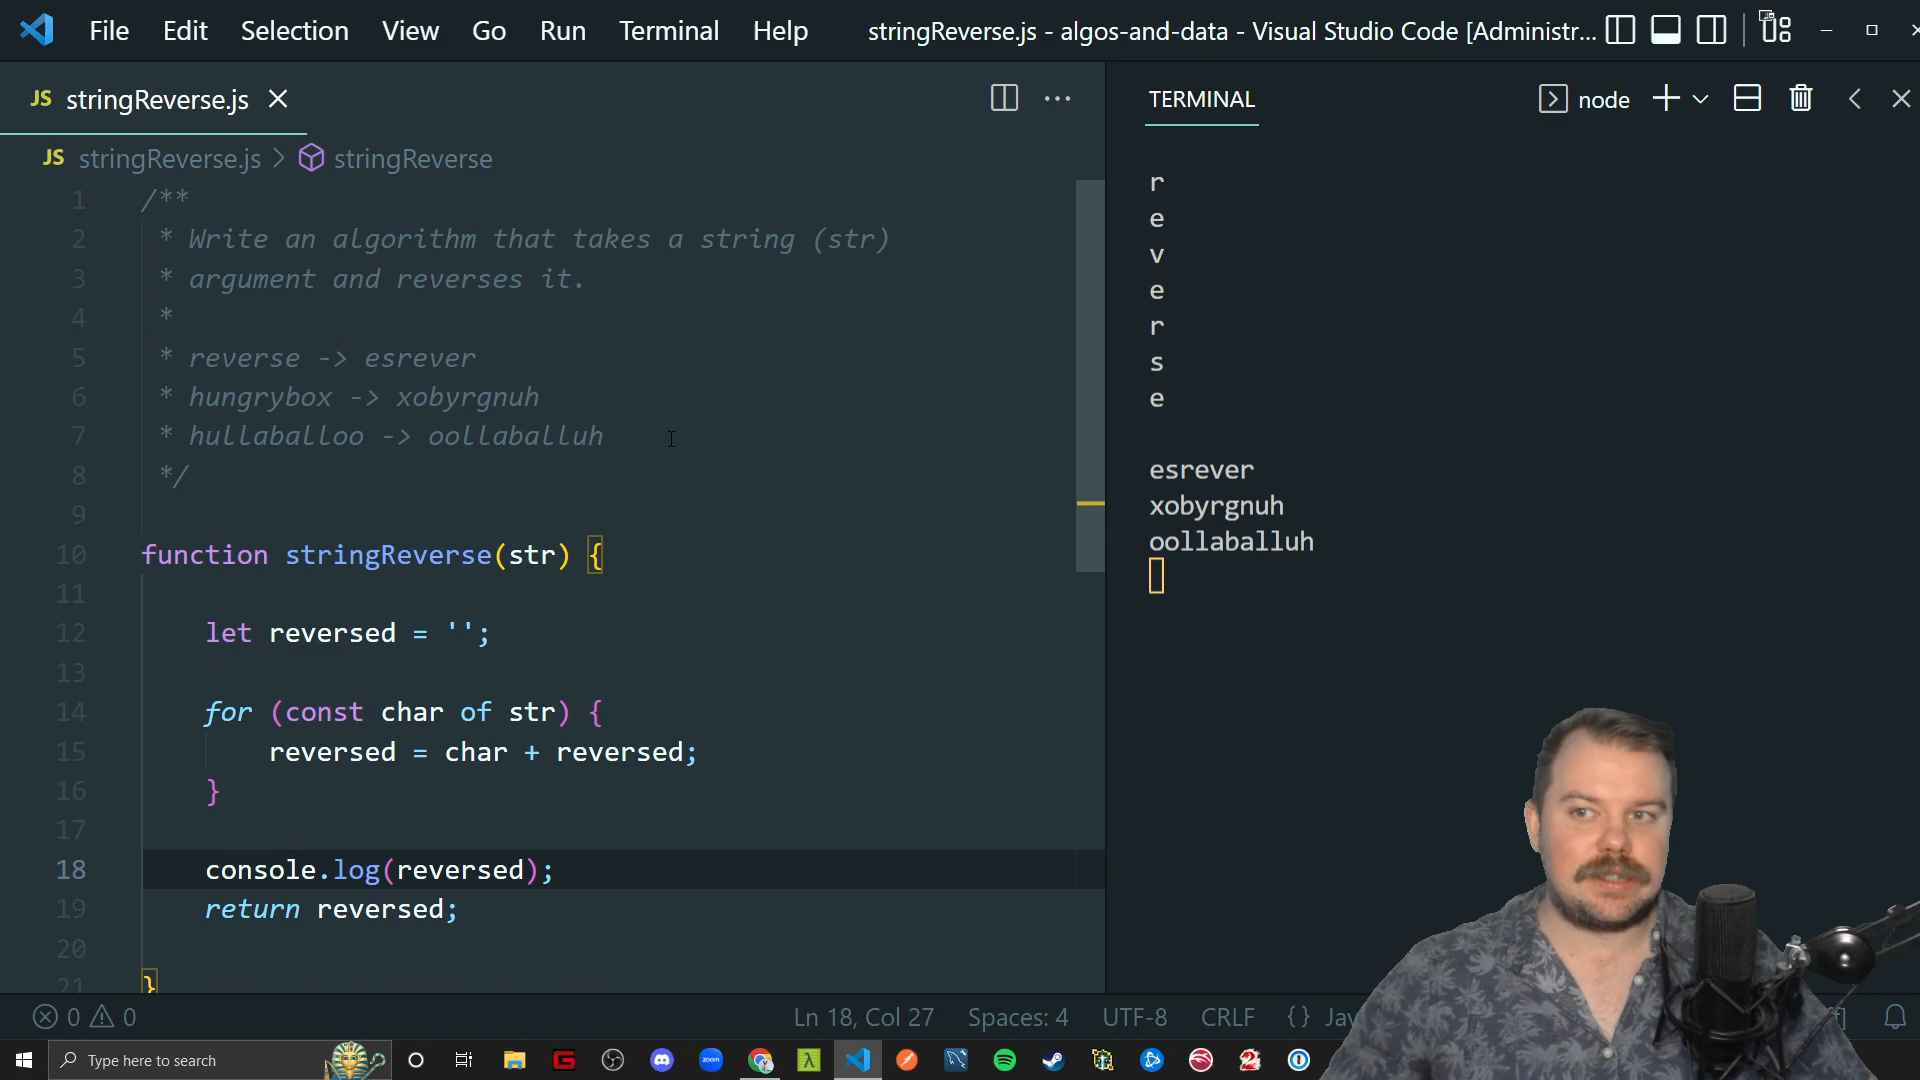 File Edit Selection View Go Run Terminal Help stringReverse.js - algos-and-data - Visual Studio Code [Administr...
JS stringReverse.js
JS stringReverse.js > stringReverse
1 /**
2 * Write an algorithm that takes a string (str)
3 * argument and reverses it.
4 *
5 * reverse -> esrever
6 * hungrybox -> xobyrgnuh
7 * hullaballoo -> oollaballuh
8 */
9
10 function stringReverse(str) {
11
12 let reversed = '';
13
14 for (const char of str) {
15 reversed = char + reversed;
16 }
17
18 console.log(reversed);
19 return reversed;
20
21 }
TERMINAL
node
r
e
v
e
r
s
e
esrever
xobyrgnuh
oollaballuh
0 0 Ln 18, Col 27 Spaces: 4 UTF-8 CRLF {}
Type here to search
zoom